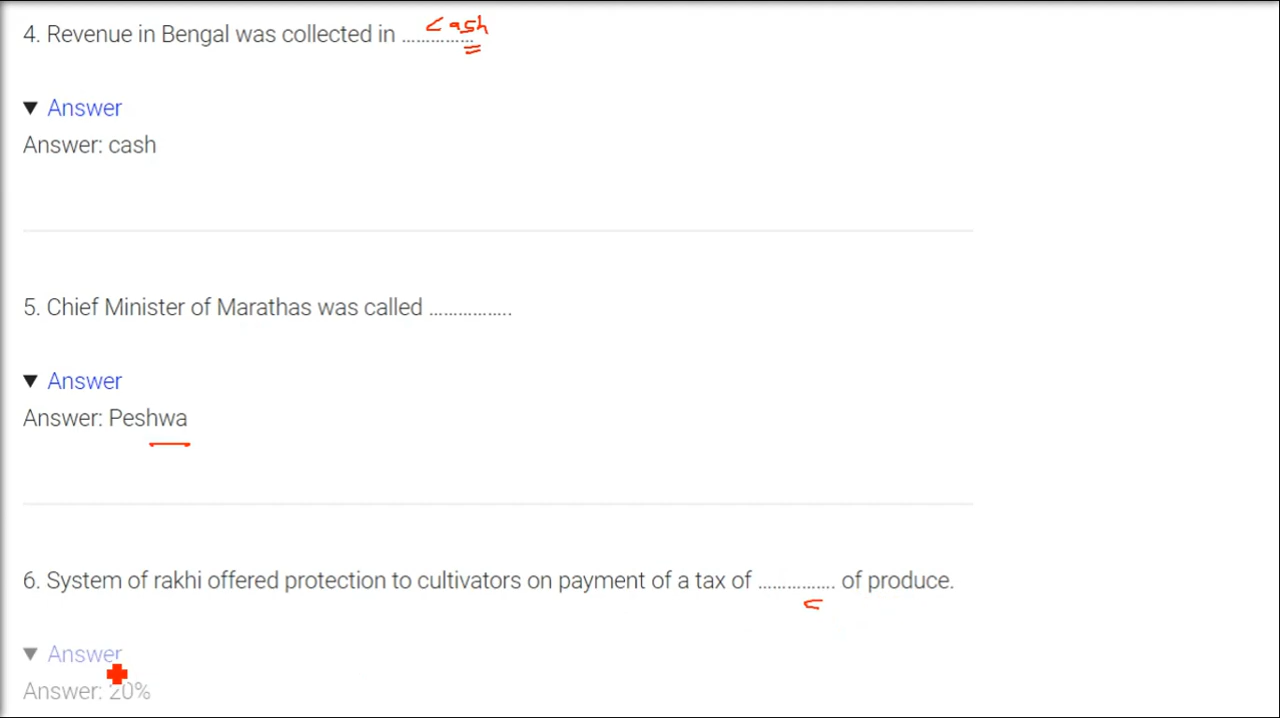 4. Revenue in Bengal was collected in ............... cash
Answer
Answer: cash
5. Chief Minister of Marathas was called ................
Answer
Answer: Peshwa
6. System of rakhi offered protection to cultivators on payment of a tax of ................ of produce.
Answer
Answer: 20%